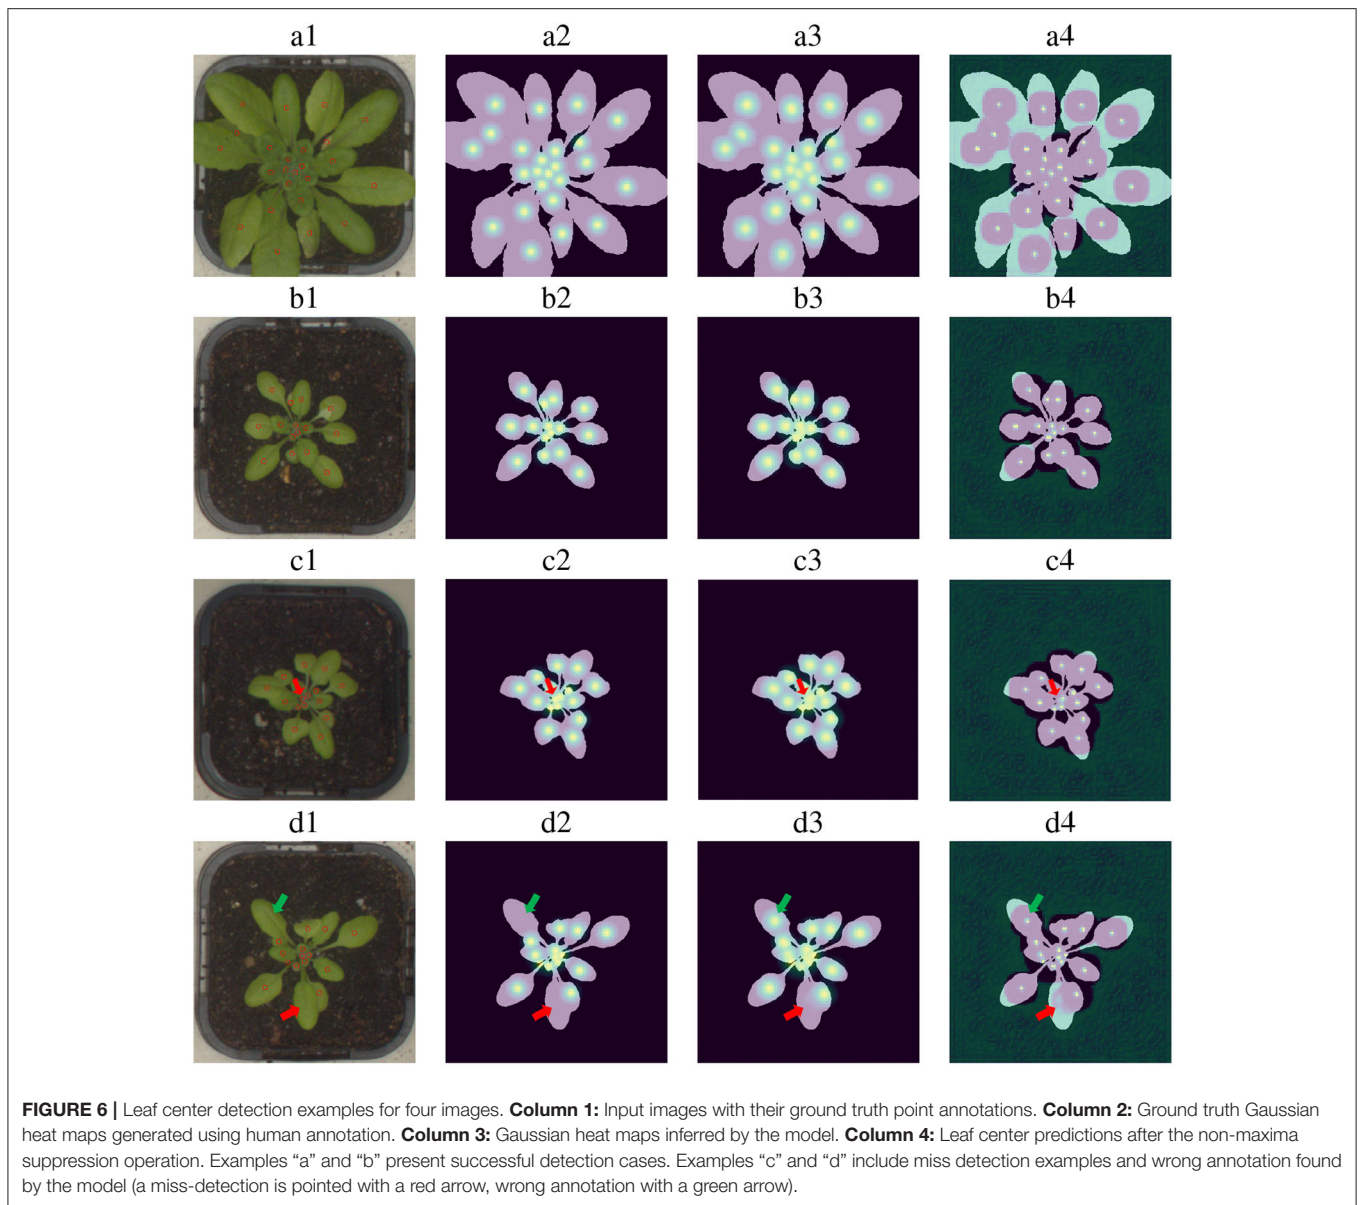 a1 a2 a3 a4
b1 b2 b3 b4
c1 c2 c3 c4
d1 d2 d3 d4
FIGURE 6 | Leaf center detection examples for four images. Column 1: Input images with their ground truth point annotations. Column 2: Ground truth Gaussian
heat maps generated using human annotation. Column 3: Gaussian heat maps inferred by the model. Column 4: Leaf center predictions after the non-maxima
suppression operation. Examples “a” and “b” present successful detection cases. Examples “c” and “d” include miss detection examples and wrong annotation found
by the model (a miss-detection is pointed with a red arrow, wrong annotation with a green arrow).